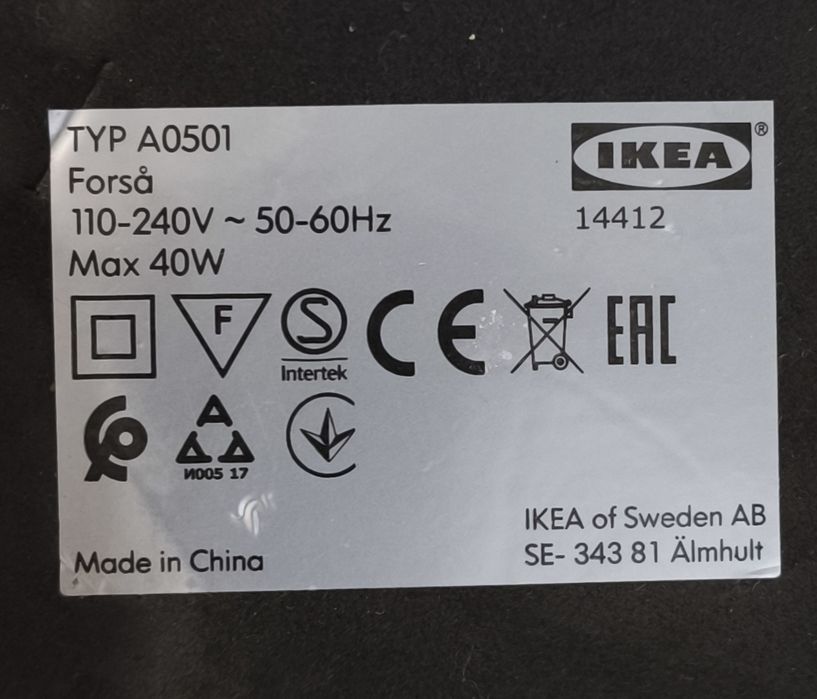 TYP A0501
Forså
110-240V ~ 50-60Hz
Max 40W
IKEA®
14412
F
S
Intertek
CE
EAC
И005 17
Made in China
IKEA of Sweden AB
SE- 343 81 Älmhult